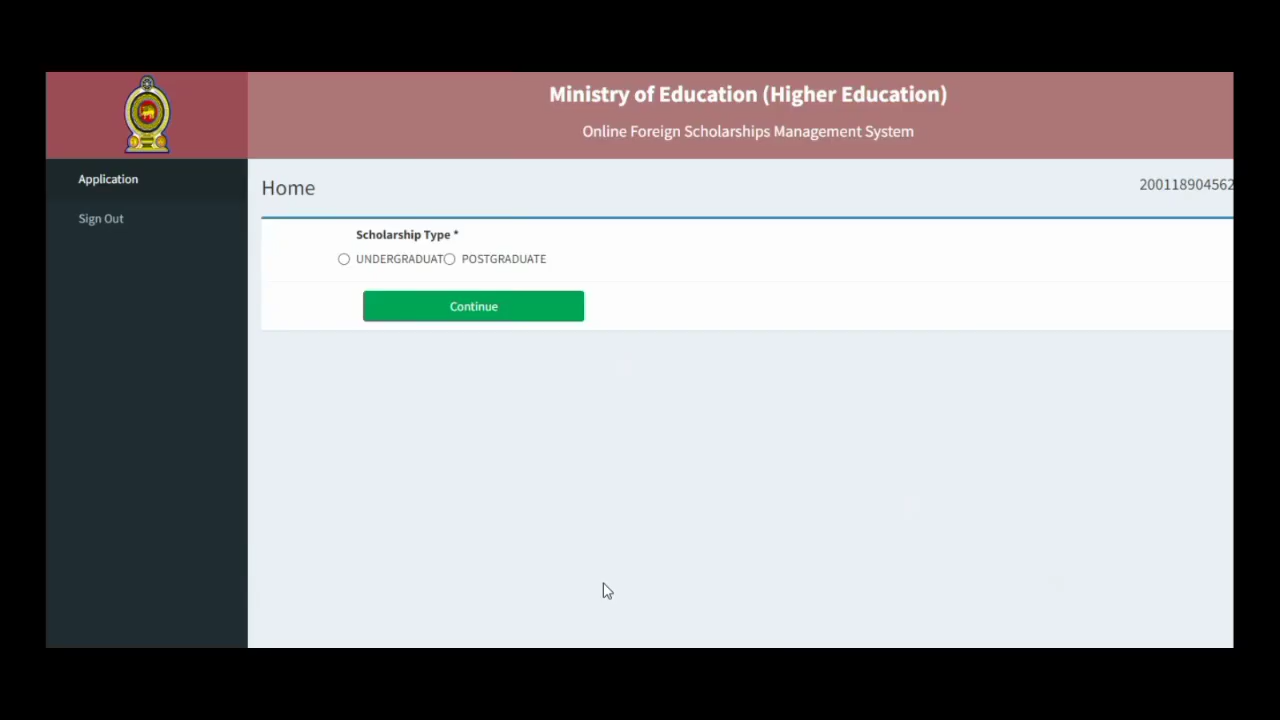 Ministry of Education (Higher Education)
Online Foreign Scholarships Management System
Application
Sign Out
Home
200118904562
Scholarship Type *
UNDERGRADUAT POSTGRADUATE
Continue